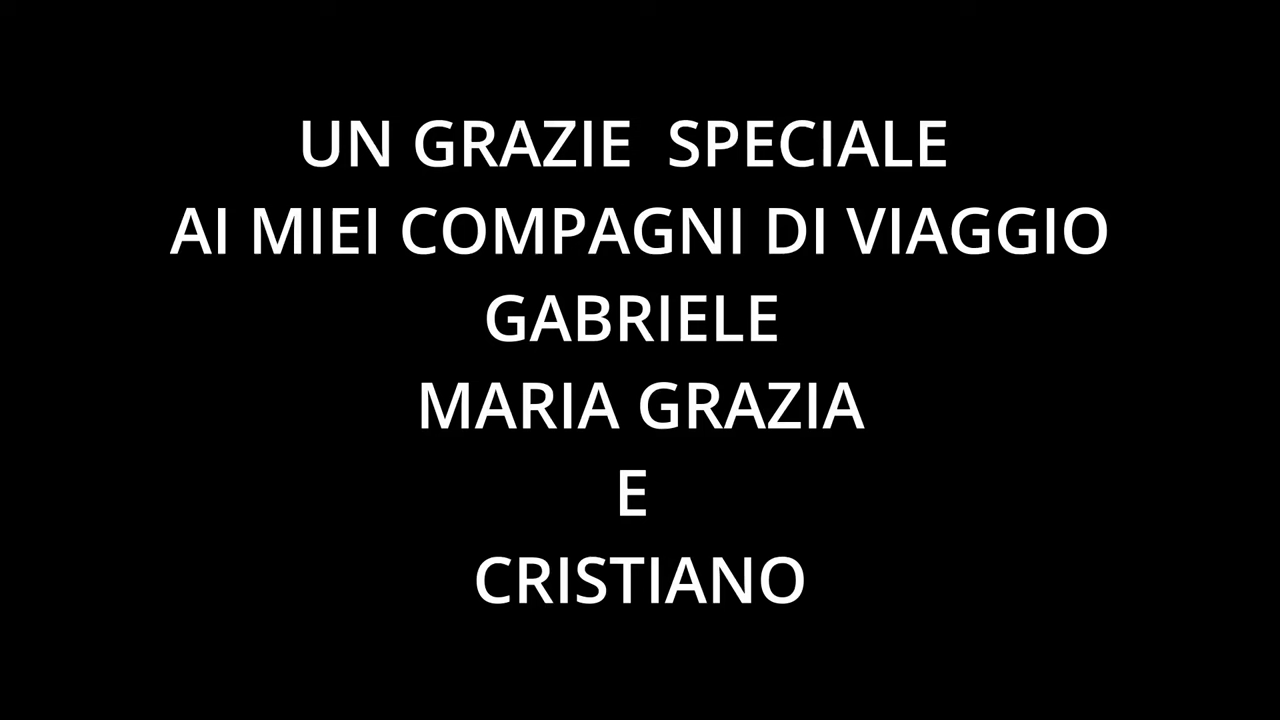 UN GRAZIE  SPECIALE
AI MIEI COMPAGNI DI VIAGGIO
GABRIELE
MARIA GRAZIA
E
CRISTIANO